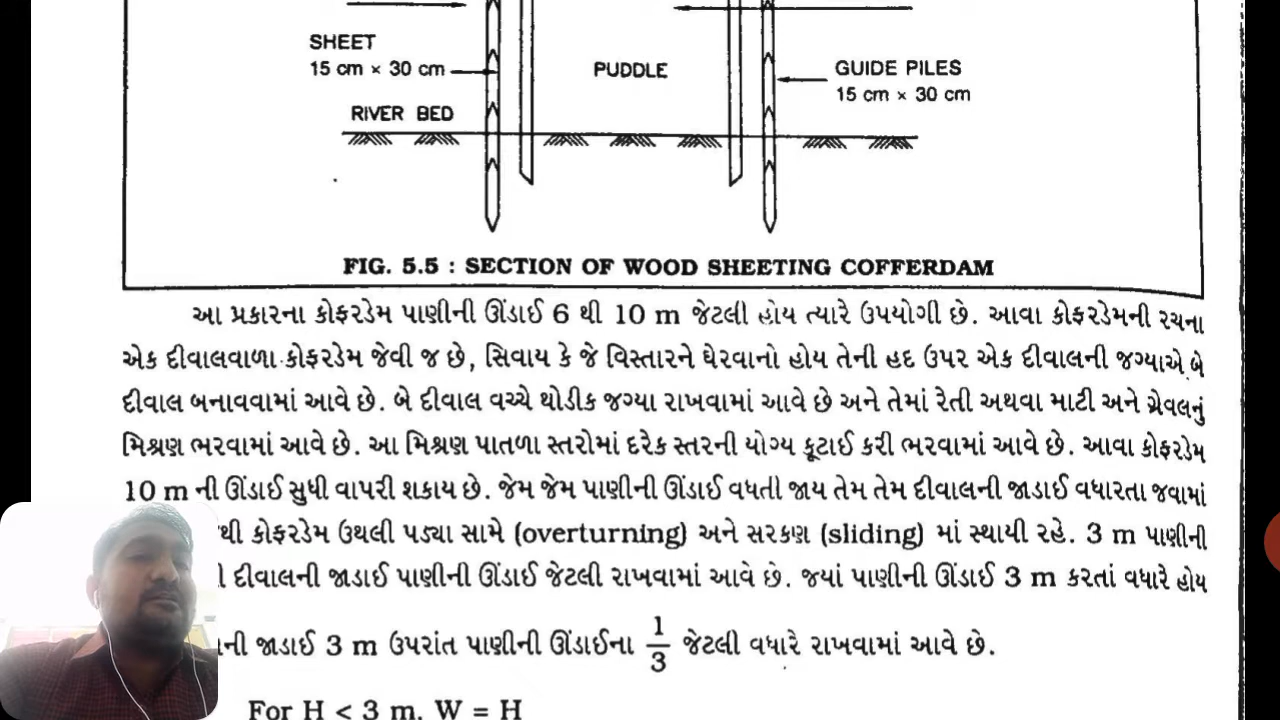 SHEET
15 cm × 30 cm
RIVER BED
PUDDLE
GUIDE PILES
15 cm × 30 cm
FIG. 5.5 : SECTION OF WOOD SHEETING COFFERDAM
આ પ્રકારના કોફરડેમ પાણીની ઊંડાઈ 6 થી 10 m જેટલી હોય ત્યારે ઉપયોગી છે. આવા કોફરડેમની રચના
એક દીવાલવાળા કોફરડેમ જેવી જ છે, સિવાય કે જે વિસ્તારને ઘેરવાનો હોય તેની હદ ઉપર એક દીવાલની જગ્યાએ બે
દીવાલ બનાવવામાં આવે છે. બે દીવાલ વચ્ચે થોડીક જગ્યા રાખવામાં આવે છે અને તેમાં રેતી અથવા માટી અને ગ્રેવલનું
મિશ્રણ ભરવામાં આવે છે. આ મિશ્રણ પાતળા સ્તરોમાં દરેક સ્તરની યોગ્ય કૂટાઈ કરી ભરવામાં આવે છે. આવા કોફરડેમ
10 m ની ઊંડાઈ સુધી વાપરી શકાય છે. જેમ જેમ પાણીની ઊંડાઈ વધતી જાય તેમ તેમ દીવાલની જાડાઈ વધારતા જવામાં
થી કોફરડેમ ઉથલી પડ્યા સામે (overturning) અને સરકણ (sliding) માં સ્થાયી રહે. 3 m પાણીની
દીવાલની જાડાઈ પાણીની ઊંડાઈ જેટલી રાખવામાં આવે છે. જયાં પાણીની ઊંડાઈ 3 m કરતાં વધારે હોય
ની જાડાઈ 3 m ઉપરાંત પાણીની ઊંડાઈના 1/3 જેટલી વધારે રાખવામાં આવે છે.
For H < 3 m, W = H